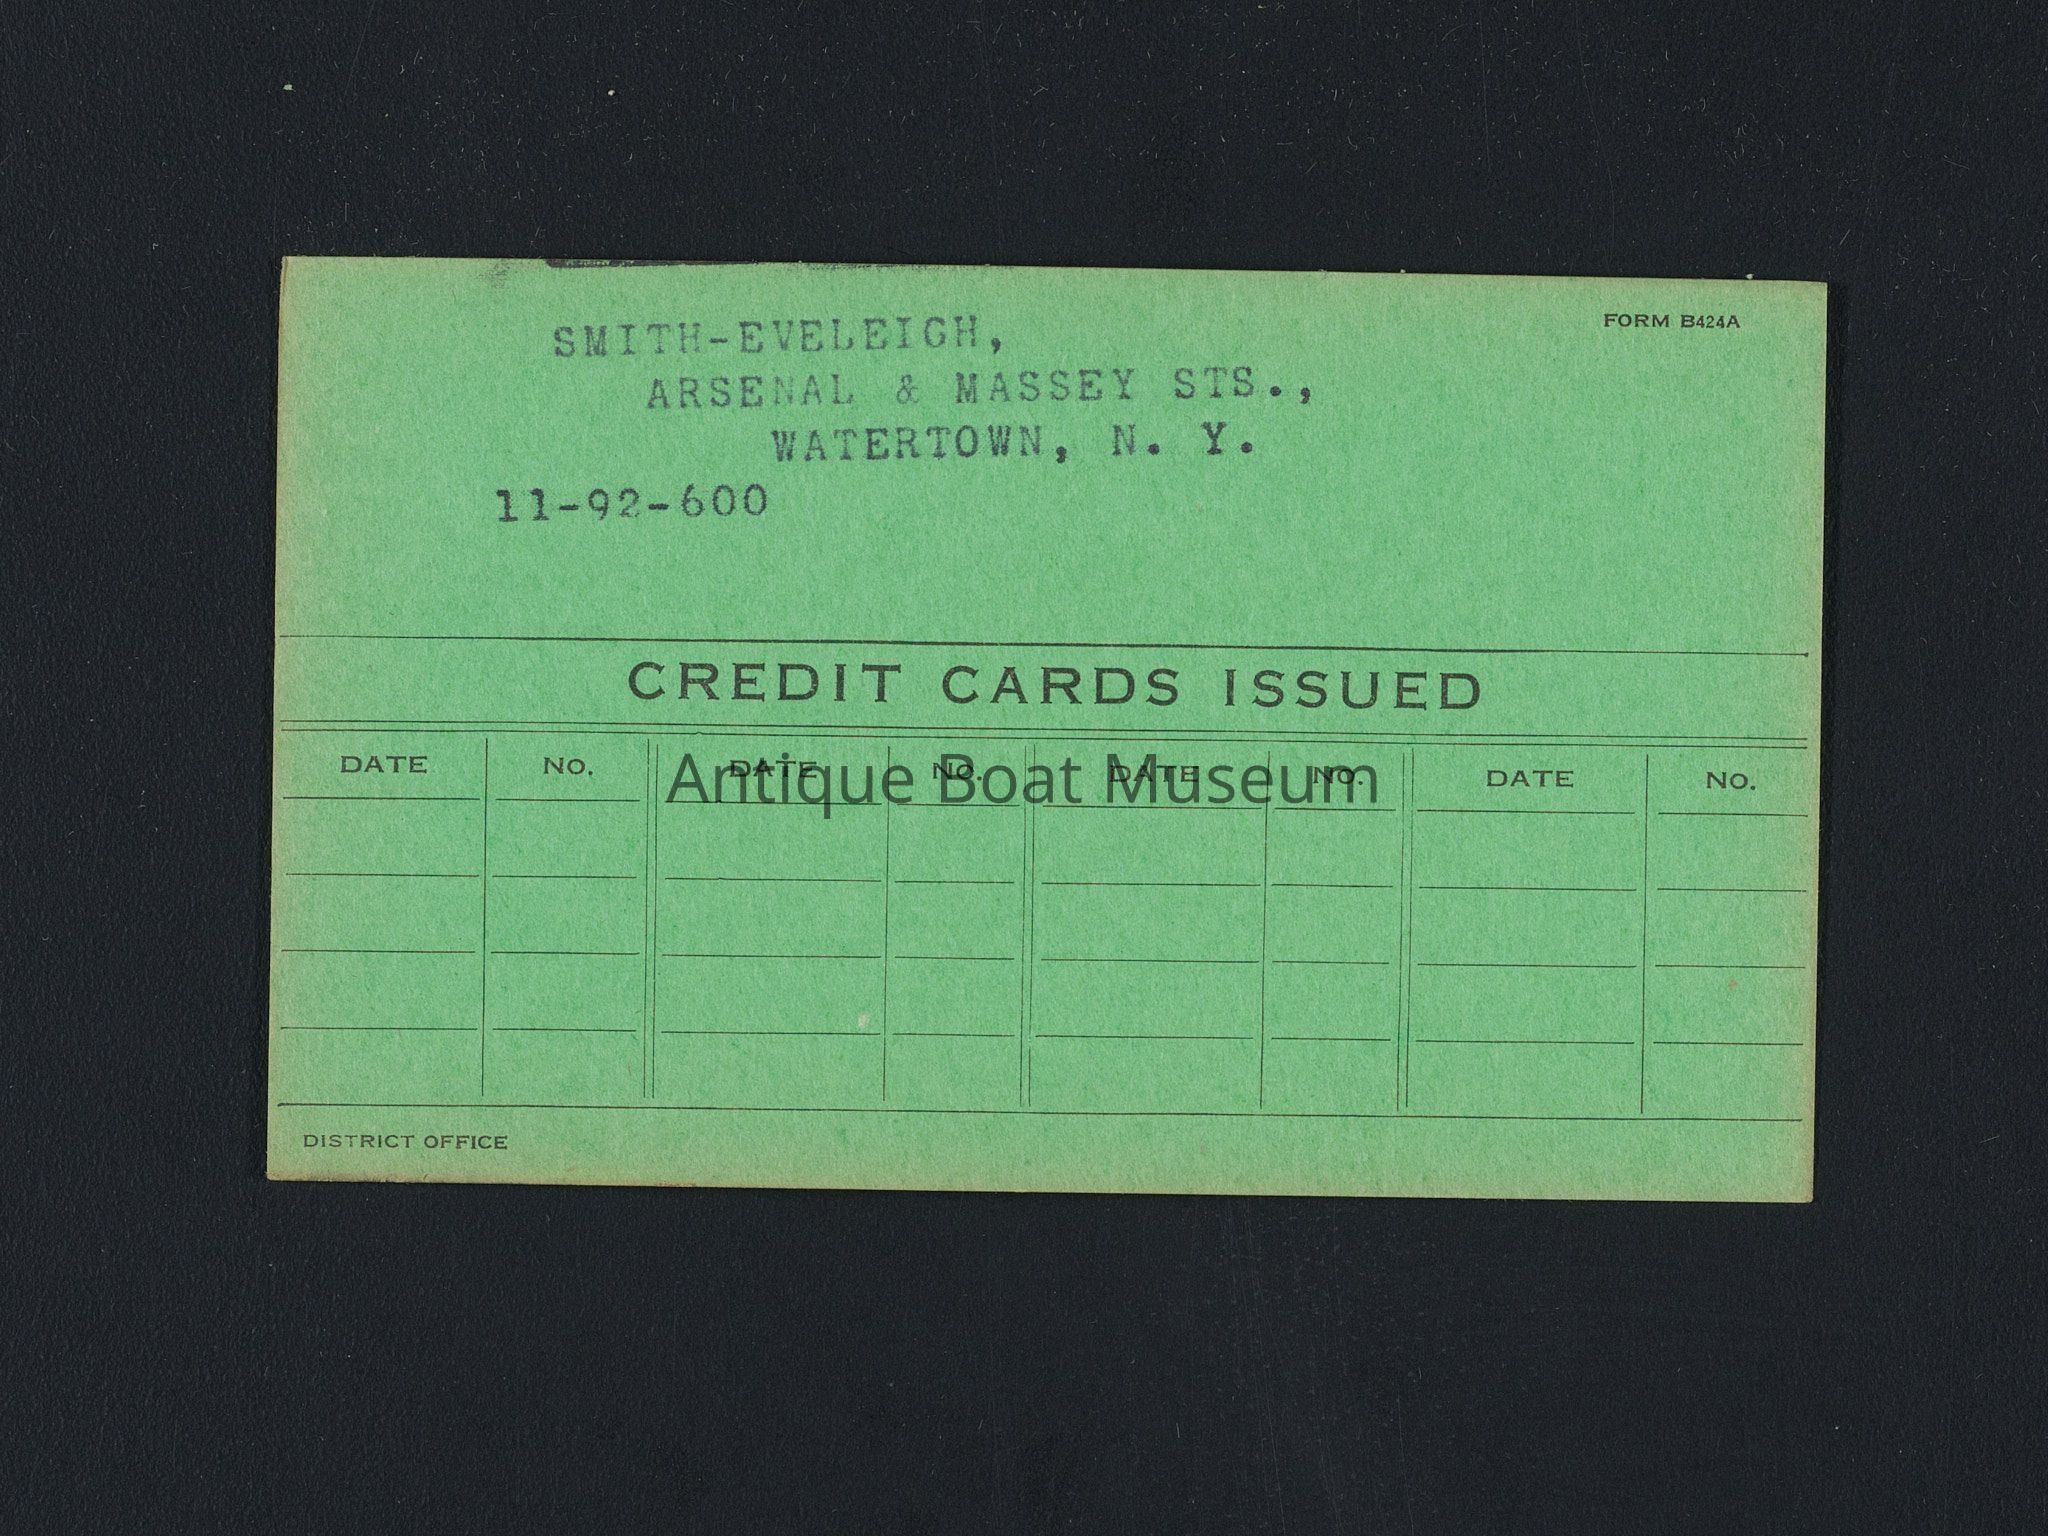 FORM B424A
SMITH-EVELEIGH,
ARSENAL & MASSEY STS.,
WATERTOWN, N. Y.
11-92-600
CREDIT CARDS ISSUED
DATE NO. DATE NO. DATE NO. DATE NO.
Antique Boat Museum
DISTRICT OFFICE